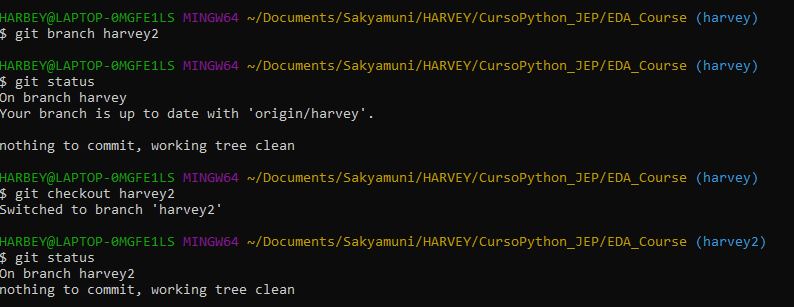 HARBEY@LAPTOP-0MGFE1LS MINGW64 ~/Documents/Sakyamuni/HARVEY/CursoPython_JEP/EDA_Course (harvey)
$ git branch harvey2
HARBEY@LAPTOP-0MGFE1LS MINGW64 ~/Documents/Sakyamuni/HARVEY/CursoPython_JEP/EDA_Course (harvey)
$ git status
On branch harvey
Your branch is up to date with 'origin/harvey'.
nothing to commit, working tree clean
HARBEY@LAPTOP-0MGFE1LS MINGW64 ~/Documents/Sakyamuni/HARVEY/CursoPython_JEP/EDA_Course (harvey)
$ git checkout harvey2
Switched to branch 'harvey2'
HARBEY@LAPTOP-0MGFE1LS MINGW64 ~/Documents/Sakyamuni/HARVEY/CursoPython_JEP/EDA_Course (harvey2)
$ git status
On branch harvey2
nothing to commit, working tree clean